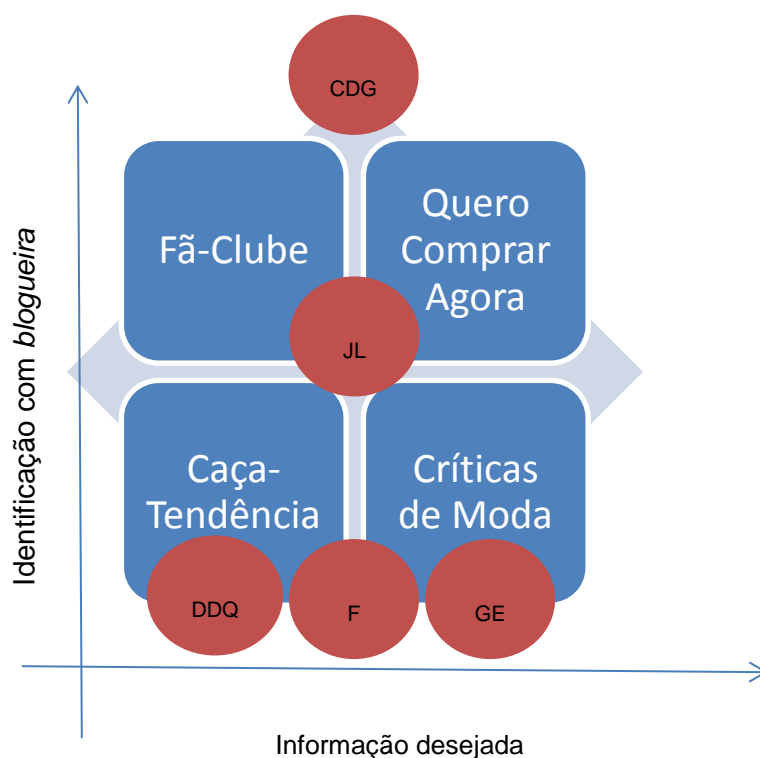 CDG
Fã-Clube
Quero
Comprar
Agora
JL
Identificação com blogueira
Caça-
Tendência
Críticas
de Moda
DDQ
F
GE
Informação desejada